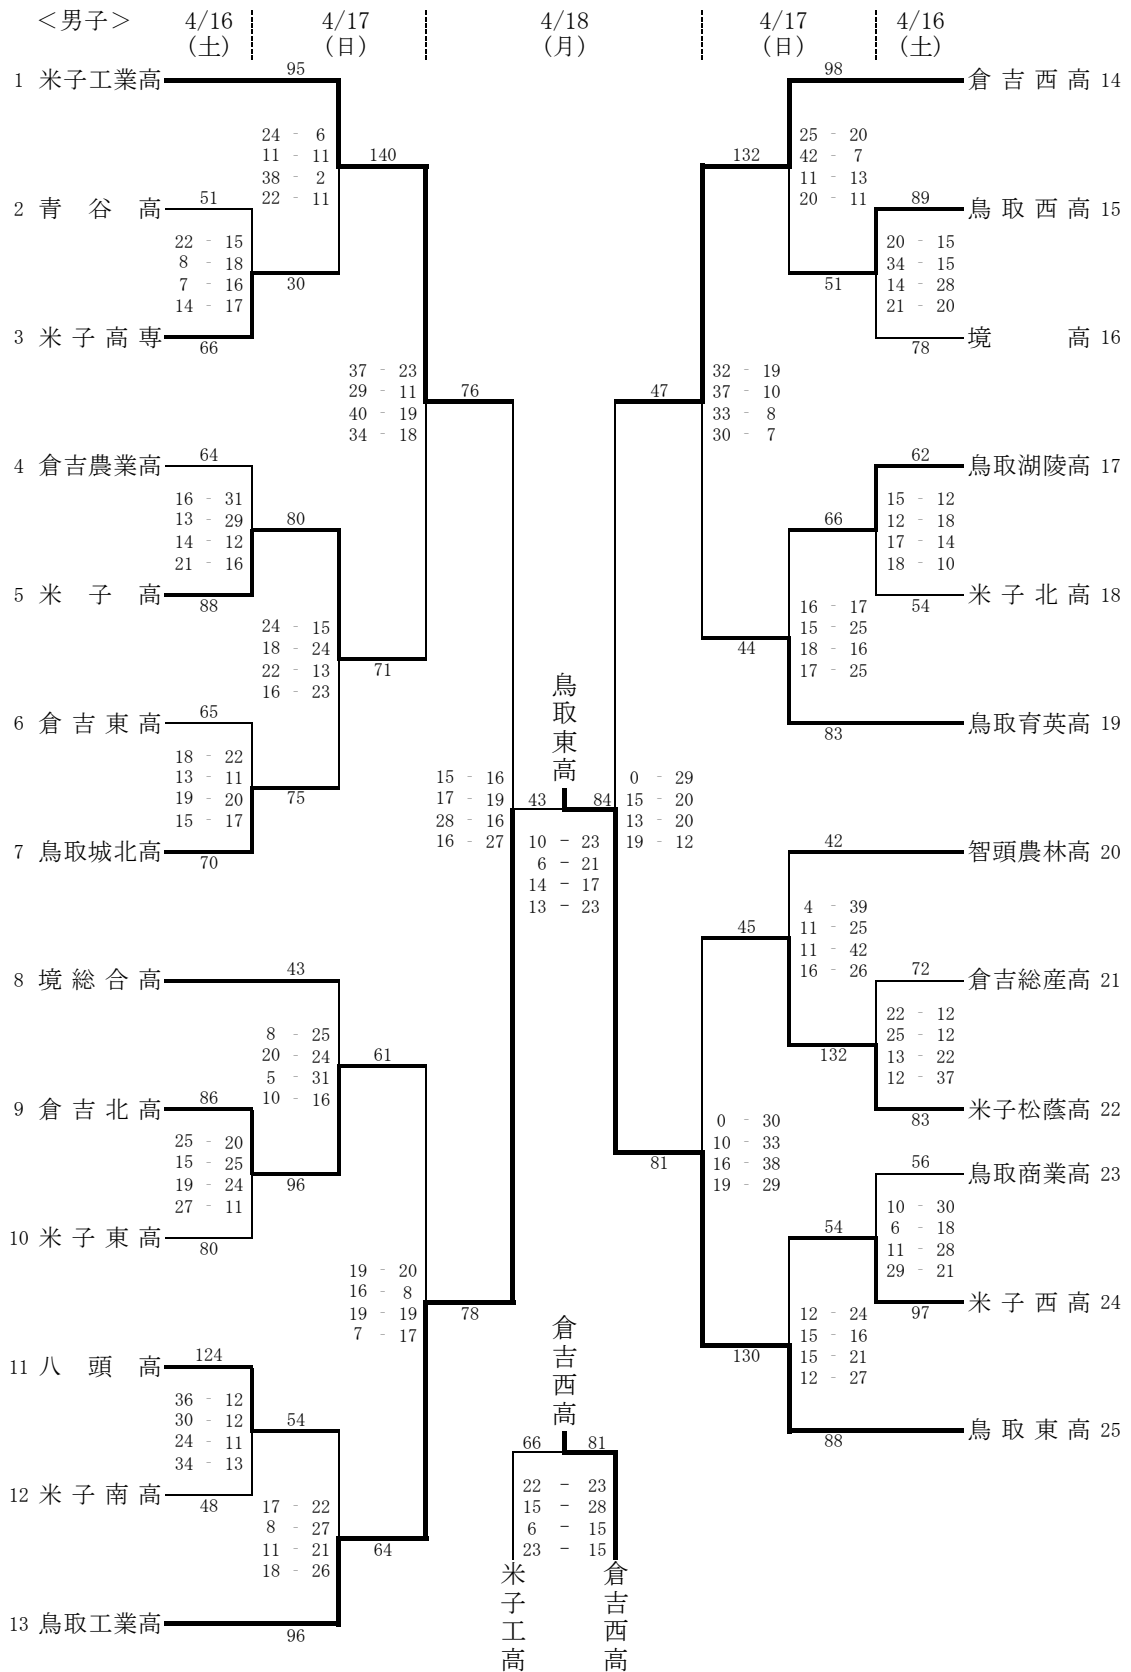 ＜男子＞
4/16
（土）
4/17
（日）
4/18
（月）
4/17
（日）
4/16
（土）
1 米子工業高
95
24 - 6
11 - 11
38 - 2
22 - 11
140
2 青谷高
51
22 - 15
8 - 18
7 - 16
14 - 17
30
3 米子高専
66
37 - 23
29 - 11
40 - 19
34 - 18
76
4 倉吉農業高
64
16 - 31
13 - 29
14 - 12
21 - 16
80
5 米子高
88
24 - 15
18 - 24
22 - 13
16 - 23
71
6 倉吉東高
65
18 - 22
13 - 11
19 - 20
15 - 17
75
7 鳥取城北高
70
15 - 16
17 - 19
28 - 16
16 - 27
8 境総合高
43
8 - 25
20 - 24
5 - 31
10 - 16
61
9 倉吉北高
86
25 - 20
15 - 25
19 - 24
27 - 11
96
10 米子東高
80
19 - 20
16 - 8
19 - 19
7 - 17
78
11 八頭高
124
36 - 12
30 - 12
24 - 11
34 - 13
54
12 米子南高
48
17 - 22
8 - 27
11 - 21
18 - 26
64
13 鳥取工業高
96
鳥取東高
43 84
10 - 23
6 - 21
14 - 17
13 - 23
倉吉西高
66 81
22 - 23
15 - 28
6 - 15
23 - 15
米子工高
倉吉西高
98
倉吉西高 14
132
25 - 20
42 - 7
11 - 13
20 - 11
89
鳥取西高 15
20 - 15
34 - 15
14 - 28
21 - 20
51
78
境高 16
47
32 - 19
37 - 10
33 - 8
30 - 7
62
鳥取湖陵高 17
15 - 12
12 - 18
17 - 14
18 - 10
66
54
米子北高 18
16 - 17
15 - 25
18 - 16
17 - 25
44
83
鳥取育英高 19
0 - 29
15 - 20
13 - 20
19 - 12
42
智頭農林高 20
4 - 39
11 - 25
11 - 42
16 - 26
45
72
倉吉総産高 21
22 - 12
25 - 12
13 - 22
12 - 37
132
83
米子松蔭高 22
0 - 30
10 - 33
16 - 38
19 - 29
81
56
鳥取商業高 23
10 - 30
6 - 18
11 - 28
29 - 21
54
97
米子西高 24
12 - 24
15 - 16
15 - 21
12 - 27
130
88
鳥取東高 25